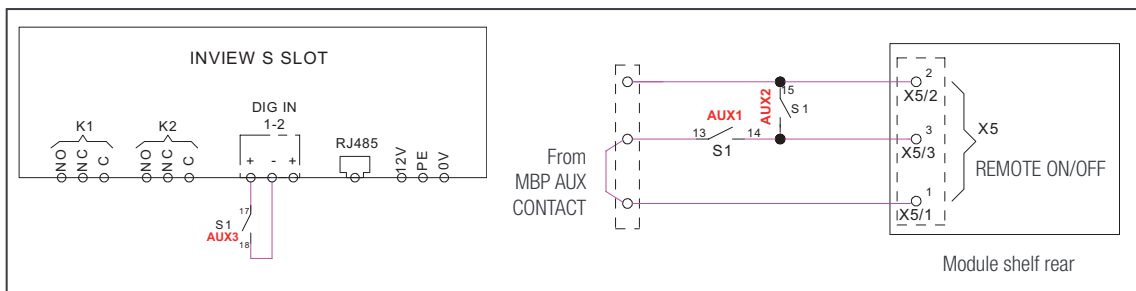 INVIEW S SLOT
DIG IN
1-2
K1
K2
RJ485
NO
NC
C
NO
NC
C
+
-
+
12V
PE
0V
17
S1
AUX3
18
From
MBP AUX
CONTACT
AUX1
13
14
S1
AUX2
15
S1
2
X5/2
3
X5/3
1
X5/1
X5
REMOTE ON/OFF
Module shelf rear